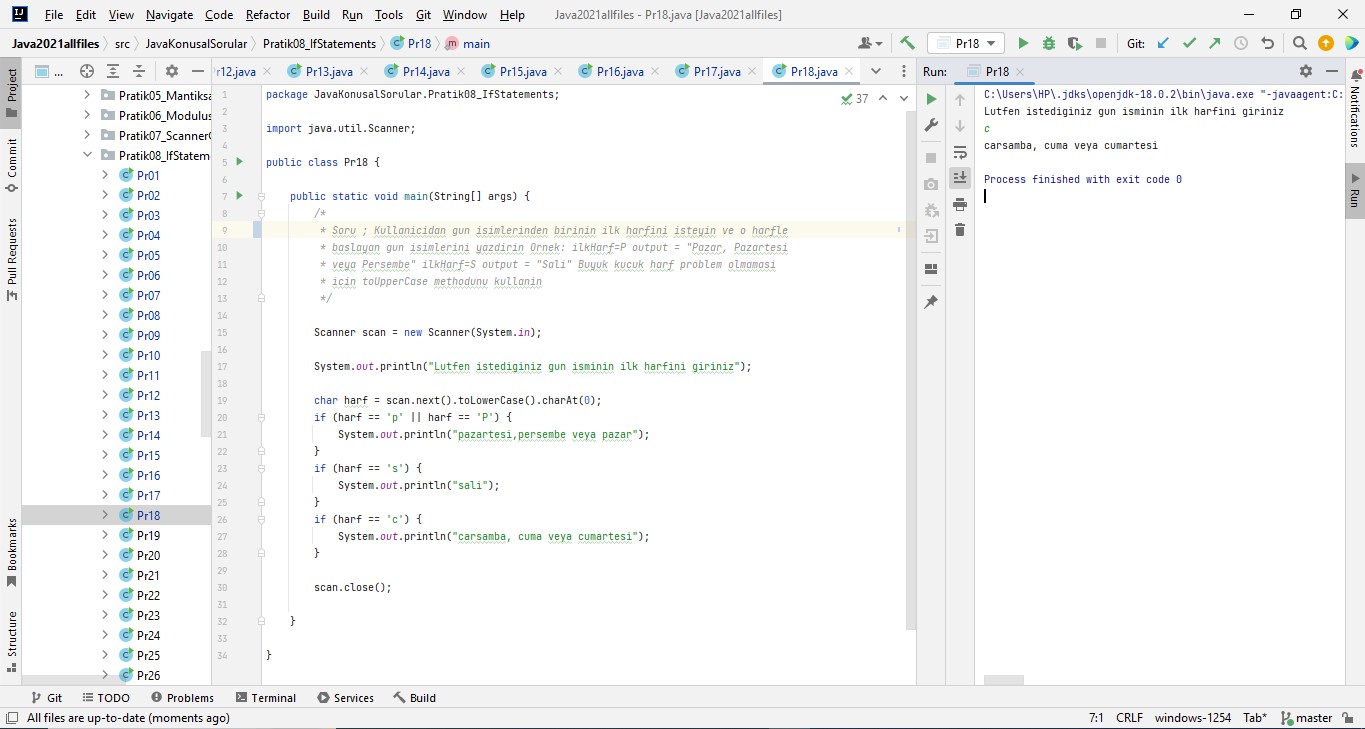 File Edit View Navigate Code Refactor Build Run Tools Git Window Help Java2021allfiles - Pr18.java [Java2021allfiles]
Java2021allfiles src JavaKonusalSorular Pratik08_IfStatements Pr18 main Pr18 Git:
... r12.java Pr13.java Pr14.java Pr15.java Pr16.java Pr17.java Pr18.java Run: Pr18
Project
Commit
Pull Requests
Bookmarks
Structure
Pratik05_Mantiksa
Pratik06_Modulus
Pratik07_Scanner
Pratik08_IfStatem
Pr01
Pr02
Pr03
Pr04
Pr05
Pr06
Pr07
Pr08
Pr09
Pr10
Pr11
Pr12
Pr13
Pr14
Pr15
Pr16
Pr17
Pr18
Pr19
Pr20
Pr21
Pr22
Pr23
Pr24
Pr25
Pr26
37
1 package JavaKonusalSorular.Pratik08_IfStatements;
2
3 import java.util.Scanner;
4
5 public class Pr18 {
6
7 public static void main(String[] args) {
8 /*
9 * Soru ; Kullanicidan gun isimlerinden birinin ilk harfini isteyin ve o harfle
10 * baslayan gun isimlerini yazdirin Ornek: ilkHarf=P output = "Pazar, Pazartesi
11 * veya Persembe" ilkHarf=S output = "Sali" Buyuk kucuk harf problem olmamasi
12 * icin toUpperCase methodunu kullanin
13 */
14
15 Scanner scan = new Scanner(System.in);
16
17 System.out.println("Lutfen istediginiz gun isminin ilk harfini giriniz");
18
19 char harf = scan.next().toLowerCase().charAt(0);
20 if (harf == 'p' || harf == 'P') {
21 System.out.println("pazartesi,persembe veya pazar");
22 }
23 if (harf == 's') {
24 System.out.println("sali");
25 }
26 if (harf == 'c') {
27 System.out.println("carsamba, cuma veya cumartesi");
28 }
29
30 scan.close();
31
32 }
33
34 }
C:\Users\HP\.jdks\openjdk-18.0.2\bin\java.exe "-javaagent:C:
Lutfen istediginiz gun isminin ilk harfini giriniz
c
carsamba, cuma veya cumartesi
Process finished with exit code 0
Notifications
Run
Git TODO Problems Terminal Services Build
All files are up-to-date (moments ago) 7:1 CRLF windows-1254 Tab* master